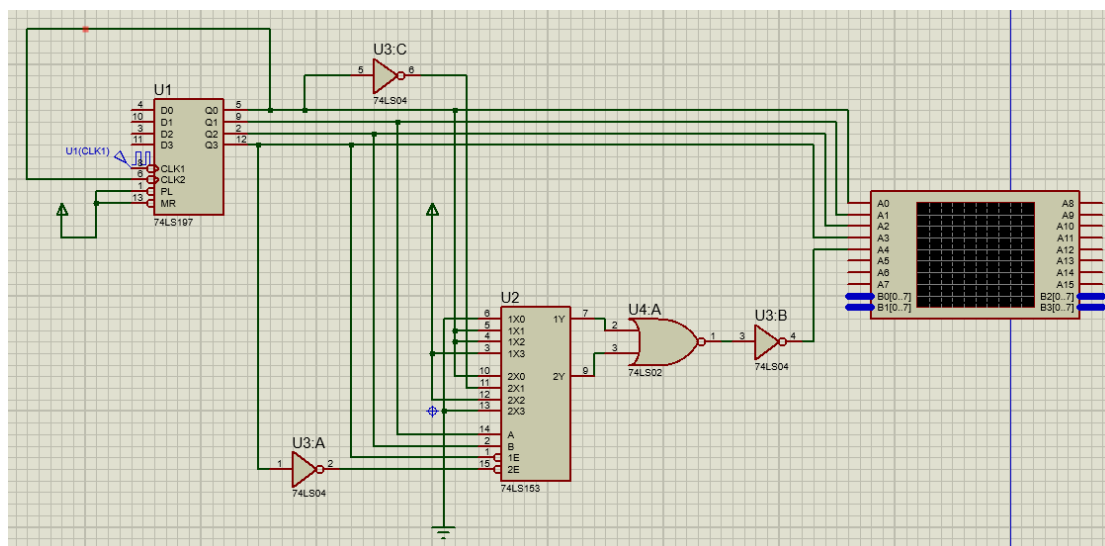 U3:C
5 6
74LS04
U1
4 D0 Q0 5
10 D1 Q1 9
3 D2 Q2 2
11 D3 Q3 12
U1(CLK1)
8 CLK1
6 CLK2
1 PL
13 MR
74LS197
A0 A8
A1 A9
A2 A10
A3 A11
A4 A12
A5 A13
A6 A14
A7 A15
B0[0..7] B2[0..7]
B1[0..7] B3[0..7]
U2
6 1X0 1Y 7
5 1X1
4 1X2
3 1X3
10 2X0 2Y 9
11 2X1
12 2X2
13 2X3
14 A
2 B
1 1E
15 2E
74LS153
U4:A
2 1
3
74LS02
U3:B
3 4
74LS04
U3:A
1 2
74LS04